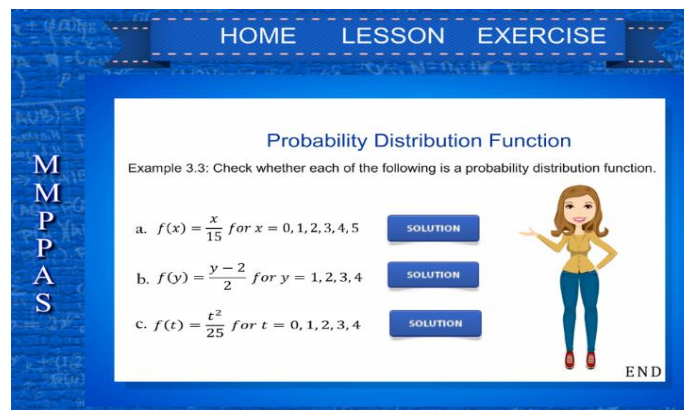 HOME LESSON EXERCISE
MMPPAS
Probability Distribution Function
Example 3.3: Check whether each of the following is a probability distribution function.
a. f(x) = x/15 for x = 0, 1, 2, 3, 4, 5 SOLUTION
b. f(y) = y − 2/2 for y = 1, 2, 3, 4 SOLUTION
c. f(t) = t²/25 for t = 0, 1, 2, 3, 4 SOLUTION
END